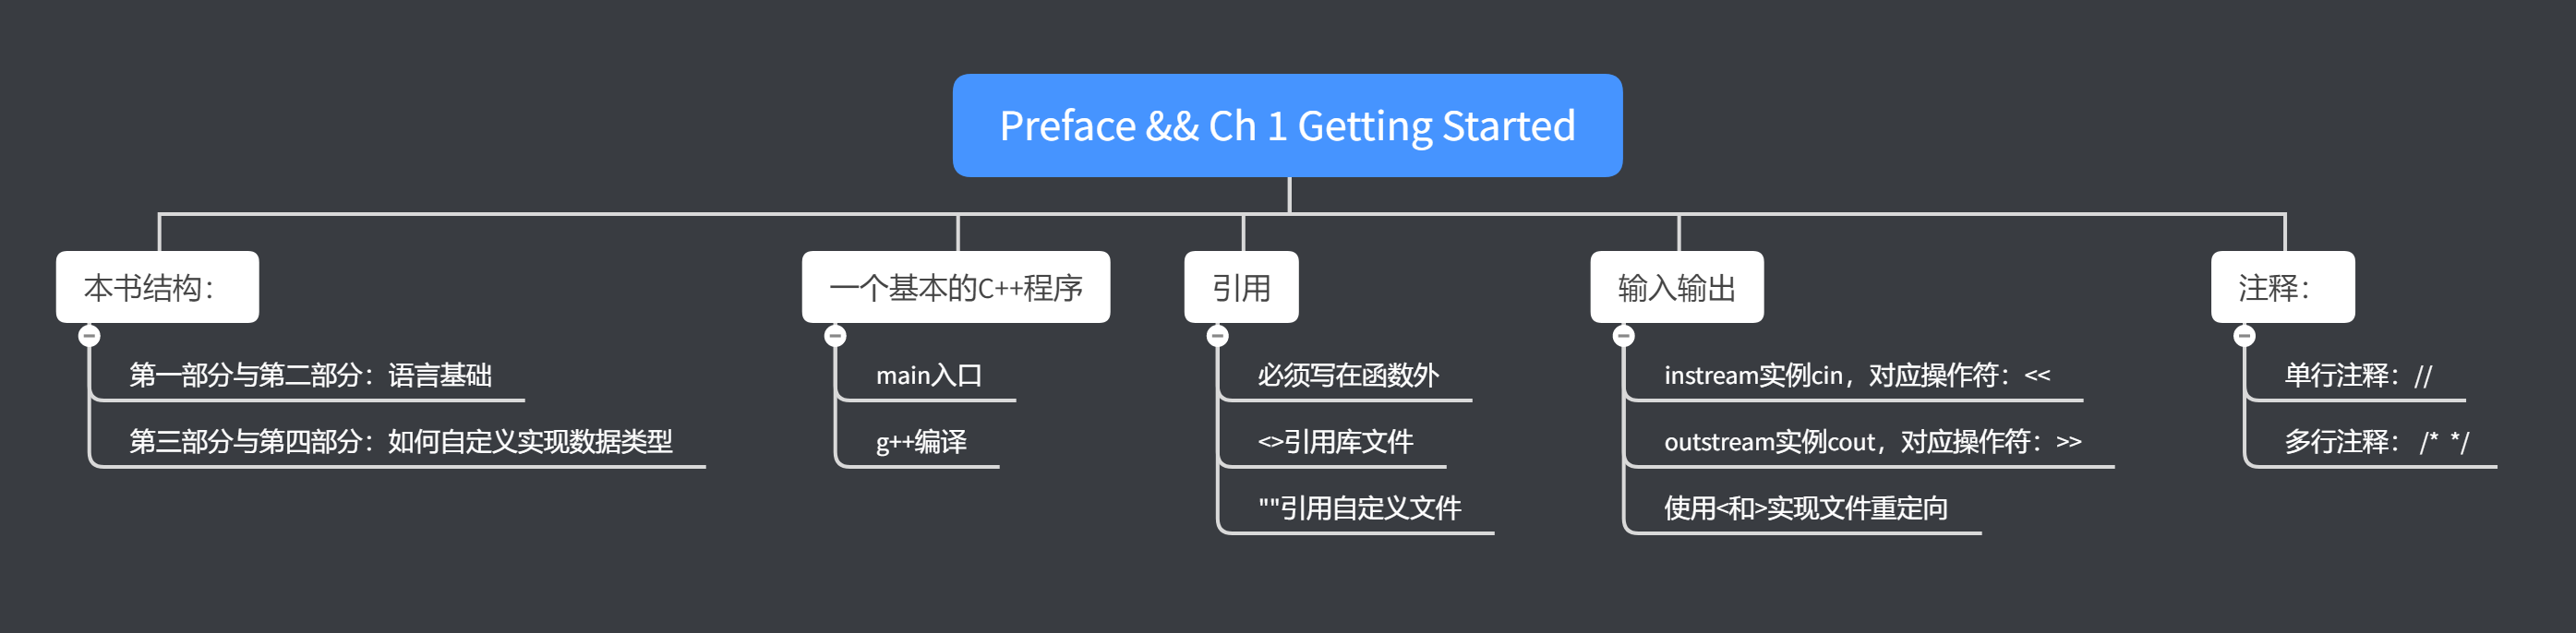 Preface && Ch 1 Getting Started
本书结构：
第一部分与第二部分：语言基础
第三部分与第四部分：如何自定义实现数据类型
一个基本的C++程序
main入口
g++编译
引用
必须写在函数外
<>引用库文件
""引用自定义文件
输入输出
instream实例cin，对应操作符：<<
outstream实例cout，对应操作符：>>
使用<和>实现文件重定向
注释：
单行注释：//
多行注释： /* */